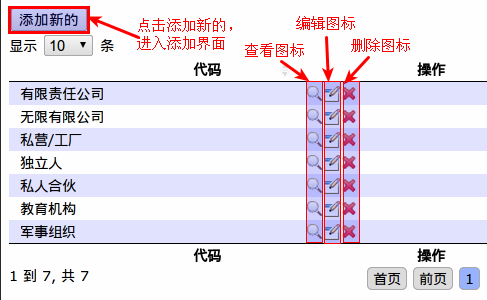 添加新的
点击添加新的，
进入添加界面
编辑图标
查看图标
删除图标
显示 10 条
代码 操作
有限责任公司
无限有限公司
私营/工厂
独立人
私人合伙
教育机构
军事组织
代码 操作
1 到 7, 共 7
首页 前页 1